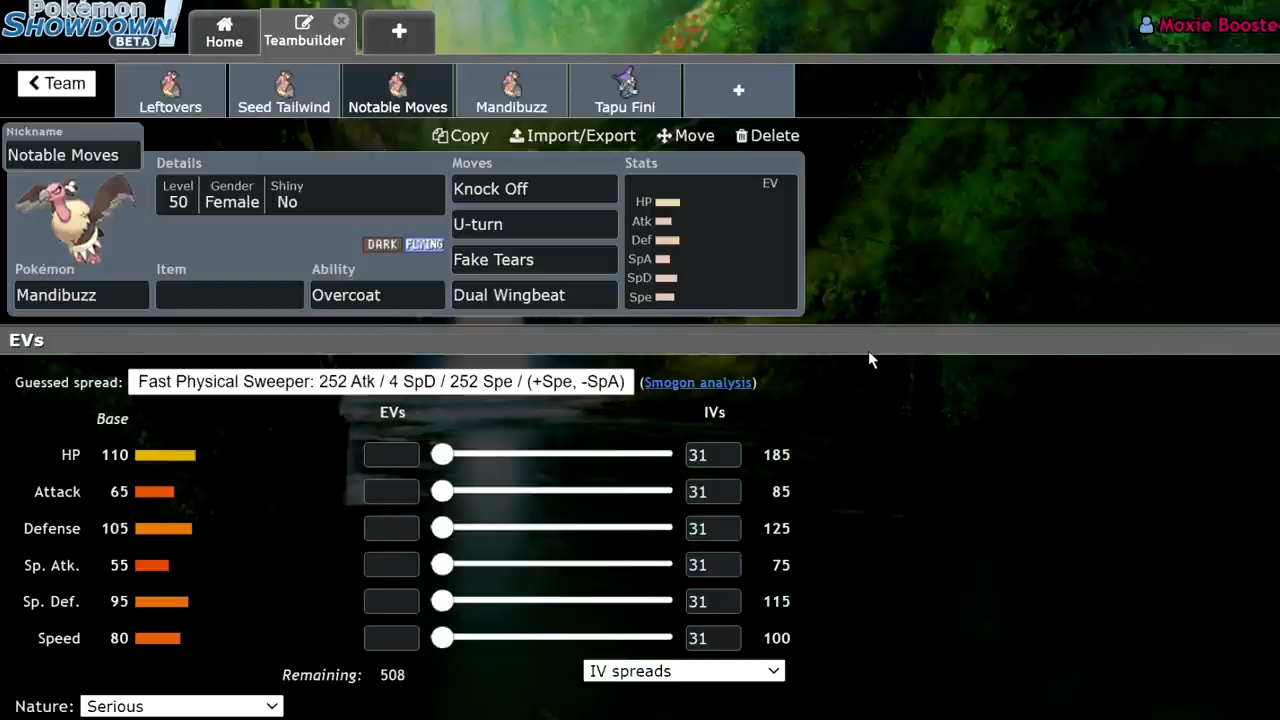 Pokémon
SHOWDOWN!
BETA
Home
Teambuilder
+
Moxie Booste
Team
Leftovers
Seed Tailwind
Notable Moves
Mandibuzz
Tapu Fini
+
Copy
Import/Export
Move
Delete
Nickname
Notable Moves
Details
Level
50
Gender
Female
Shiny
No
DARK
FLYING
Pokémon
Mandibuzz
Item
Ability
Overcoat
Moves
Knock Off
U-turn
Fake Tears
Dual Wingbeat
Stats
EV
HP
Atk
Def
SpA
SpD
Spe
EVs
Guessed spread: Fast Physical Sweeper: 252 Atk / 4 SpD / 252 Spe / (+Spe, -SpA) (Smogon analysis)
Base EVs IVs
HP 110 31 185
Attack 65 31 85
Defense 105 31 125
Sp. Atk. 55 31 75
Sp. Def. 95 31 115
Speed 80 31 100
Remaining: 508 IV spreads
Nature: Serious